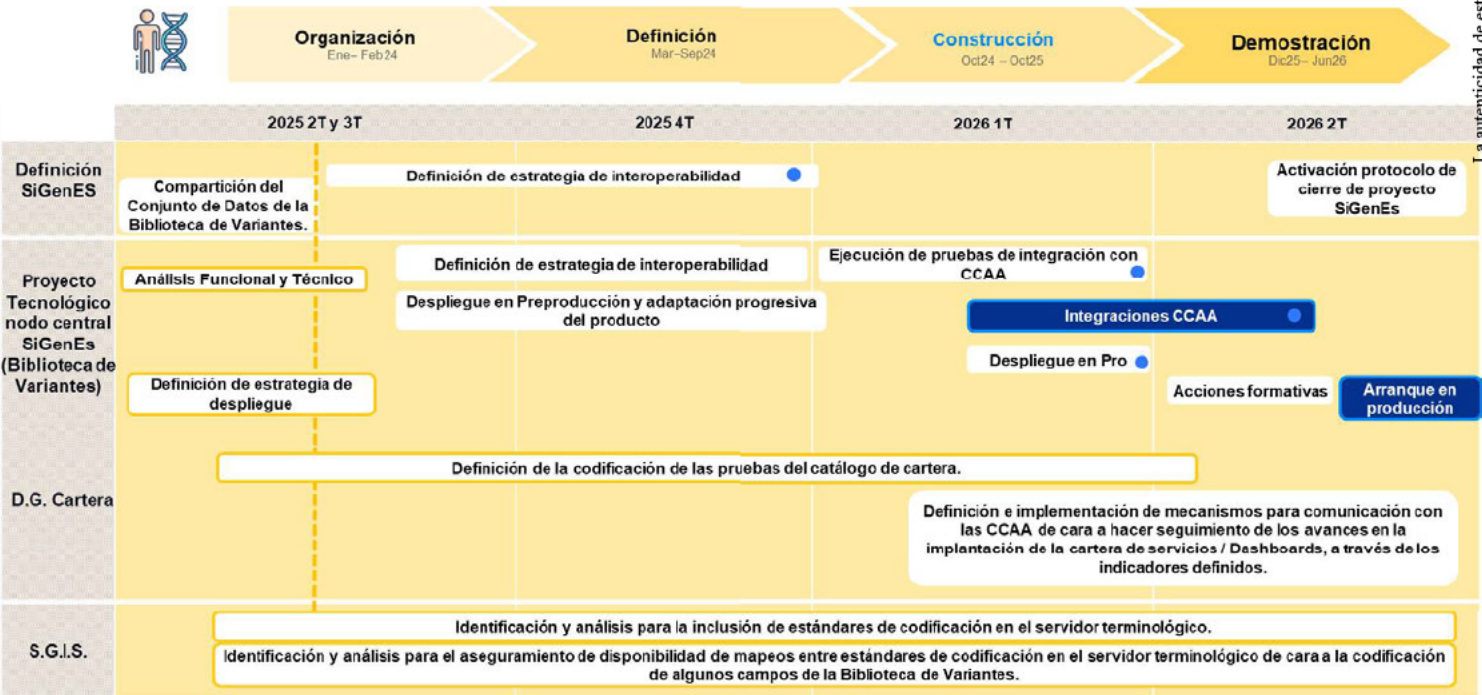 Organización
Ene– Feb24
Definición
Mar–Sep24
Construcción
Oct24 – Oct25
Demostración
Dic25– Jun26
La autenticidad de est
2025 2T y 3T
2025 4T
2026 1T
2026 2T
Definición
SiGenES
Compartición del
Conjunto de Datos de la
Biblioteca de Variantes.
Definición de estrategia de interoperabilidad
Activación protocolo de
cierre de proyecto
SiGenEs
Proyecto
Tecnológico
nodo central
SiGenEs
(Biblioteca de
Variantes)
Análisis Funcional y Técnico
Definición de estrategia de interoperabilidad
Ejecución de pruebas de integración con
CCAA
Despliegue en Preproducción y adaptación progresiva
del producto
Integraciones CCAA
Despliegue en Pro
Definición de estrategia de
despliegue
Acciones formativas
Arranque en
producción
D.G. Cartera
Definición de la codificación de las pruebas del catálogo de cartera.
Definición e implementación de mecanismos para comunicación con
las CCAA de cara a hacer seguimiento de los avances en la
implantación de la cartera de servicios / Dashboards, a través de los
indicadores definidos.
S.G.I.S.
Identificación y análisis para la inclusión de estándares de codificación en el servidor terminológico.
Identificación y análisis para el aseguramiento de disponibilidad de mapeos entre estándares de codificación en el servidor terminológico de cara a la codificación
de algunos campos de la Biblioteca de Variantes.